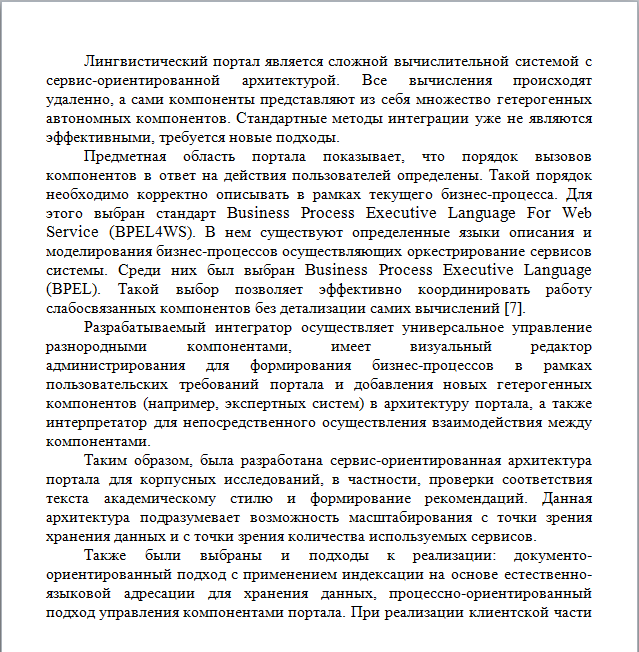 Лингвистический портал является сложной вычислительной системой с
сервис-ориентированной архитектурой. Все вычисления происходят
удаленно, а сами компоненты представляют из себя множество гетерогенных
автономных компонентов. Стандартные методы интеграции уже не являются
эффективными, требуется новые подходы.
Предметная область портала показывает, что порядок вызовов
компонентов в ответ на действия пользователей определены. Такой порядок
необходимо корректно описывать в рамках текущего бизнес-процесса. Для
этого выбран стандарт Business Process Executive Language For Web
Service (BPEL4WS). В нем существуют определенные языки описания и
моделирования бизнес-процессов осуществляющих оркестрирование сервисов
системы. Среди них был выбран Business Process Executive Language
(BPEL). Такой выбор позволяет эффективно координировать работу
слабосвязанных компонентов без детализации самих вычислений [7].
Разрабатываемый интегратор осуществляет универсальное управление
разнородными компонентами, имеет визуальный редактор
администрирования для формирования бизнес-процессов в рамках
пользовательских требований портала и добавления новых гетерогенных
компонентов (например, экспертных систем) в архитектуру портала, а также
интерпретатор для непосредственного осуществления взаимодействия между
компонентами.
Таким образом, была разработана сервис-ориентированная архитектура
портала для корпусных исследований, в частности, проверки соответствия
текста академическому стилю и формирование рекомендаций. Данная
архитектура подразумевает возможность масштабирования с точки зрения
хранения данных и с точки зрения количества используемых сервисов.
Также были выбраны и подходы к реализации: документо-
ориентированный подход с применением индексации на основе естественно-
языковой адресации для хранения данных, процессно-ориентированный
подход управления компонентами портала. При реализации клиентской части